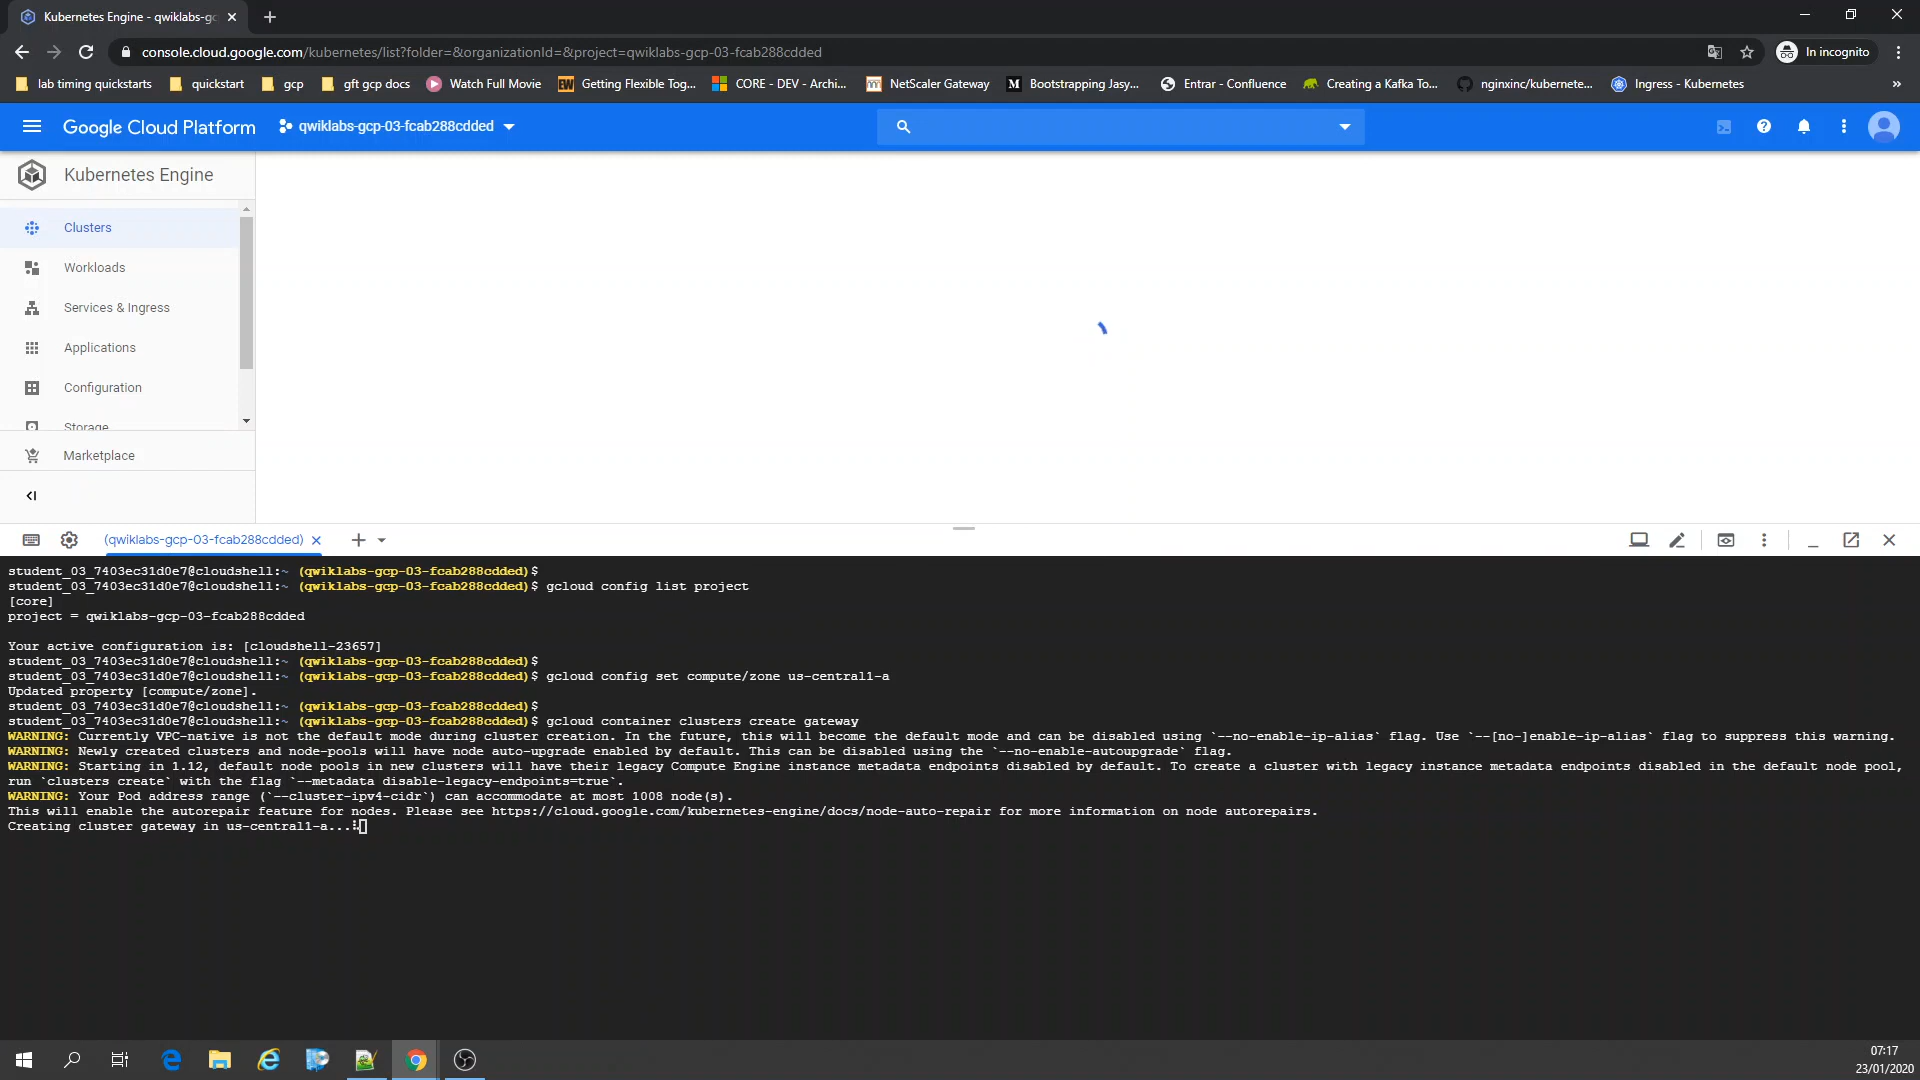 Kubernetes Engine - qwiklabs-gc
console.cloud.google.com/kubernetes/list?folder=&organizationId=&project=qwiklabs-gcp-03-fcab288cdded
In incognito
lab timing quickstarts
quickstart
gcp
gft gcp docs
Watch Full Movie
Getting Flexible Tog...
CORE - DEV - Archi...
NetScaler Gateway
Bootstrapping Jasy...
Entrar - Confluence
Creating a Kafka To...
nginxinc/kubernete...
Ingress - Kubernetes
Google Cloud Platform
qwiklabs-gcp-03-fcab288cdded
Kubernetes Engine
Clusters
Workloads
Services & Ingress
Applications
Configuration
Storage
Marketplace
(qwiklabs-gcp-03-fcab288cdded)
student_03_7403ec31d0e7@cloudshell:~ (qwiklabs-gcp-03-fcab288cdded)$
student_03_7403ec31d0e7@cloudshell:~ (qwiklabs-gcp-03-fcab288cdded)$ gcloud config list project
[core]
project = qwiklabs-gcp-03-fcab288cdded
Your active configuration is: [cloudshell-23657]
student_03_7403ec31d0e7@cloudshell:~ (qwiklabs-gcp-03-fcab288cdded)$
student_03_7403ec31d0e7@cloudshell:~ (qwiklabs-gcp-03-fcab288cdded)$ gcloud config set compute/zone us-central1-a
Updated property [compute/zone].
student_03_7403ec31d0e7@cloudshell:~ (qwiklabs-gcp-03-fcab288cdded)$
student_03_7403ec31d0e7@cloudshell:~ (qwiklabs-gcp-03-fcab288cdded)$ gcloud container clusters create gateway
WARNING: Currently VPC-native is not the default mode during cluster creation. In the future, this will become the default mode and can be disabled using `--no-enable-ip-alias` flag. Use `--[no-]enable-ip-alias` flag to suppress this warning.
WARNING: Newly created clusters and node-pools will have node auto-upgrade enabled by default. This can be disabled using the `--no-enable-autoupgrade` flag.
WARNING: Starting in 1.12, default node pools in new clusters will have their legacy Compute Engine instance metadata endpoints disabled by default. To create a cluster with legacy instance metadata endpoints disabled in the default node pool,
run `clusters create` with the flag `--metadata disable-legacy-endpoints=true`.
WARNING: Your Pod address range (`--cluster-ipv4-cidr`) can accommodate at most 1008 node(s).
This will enable the autorepair feature for nodes. Please see https://cloud.google.com/kubernetes-engine/docs/node-auto-repair for more information on node autorepairs.
Creating cluster gateway in us-central1-a...
07:17
23/01/2020